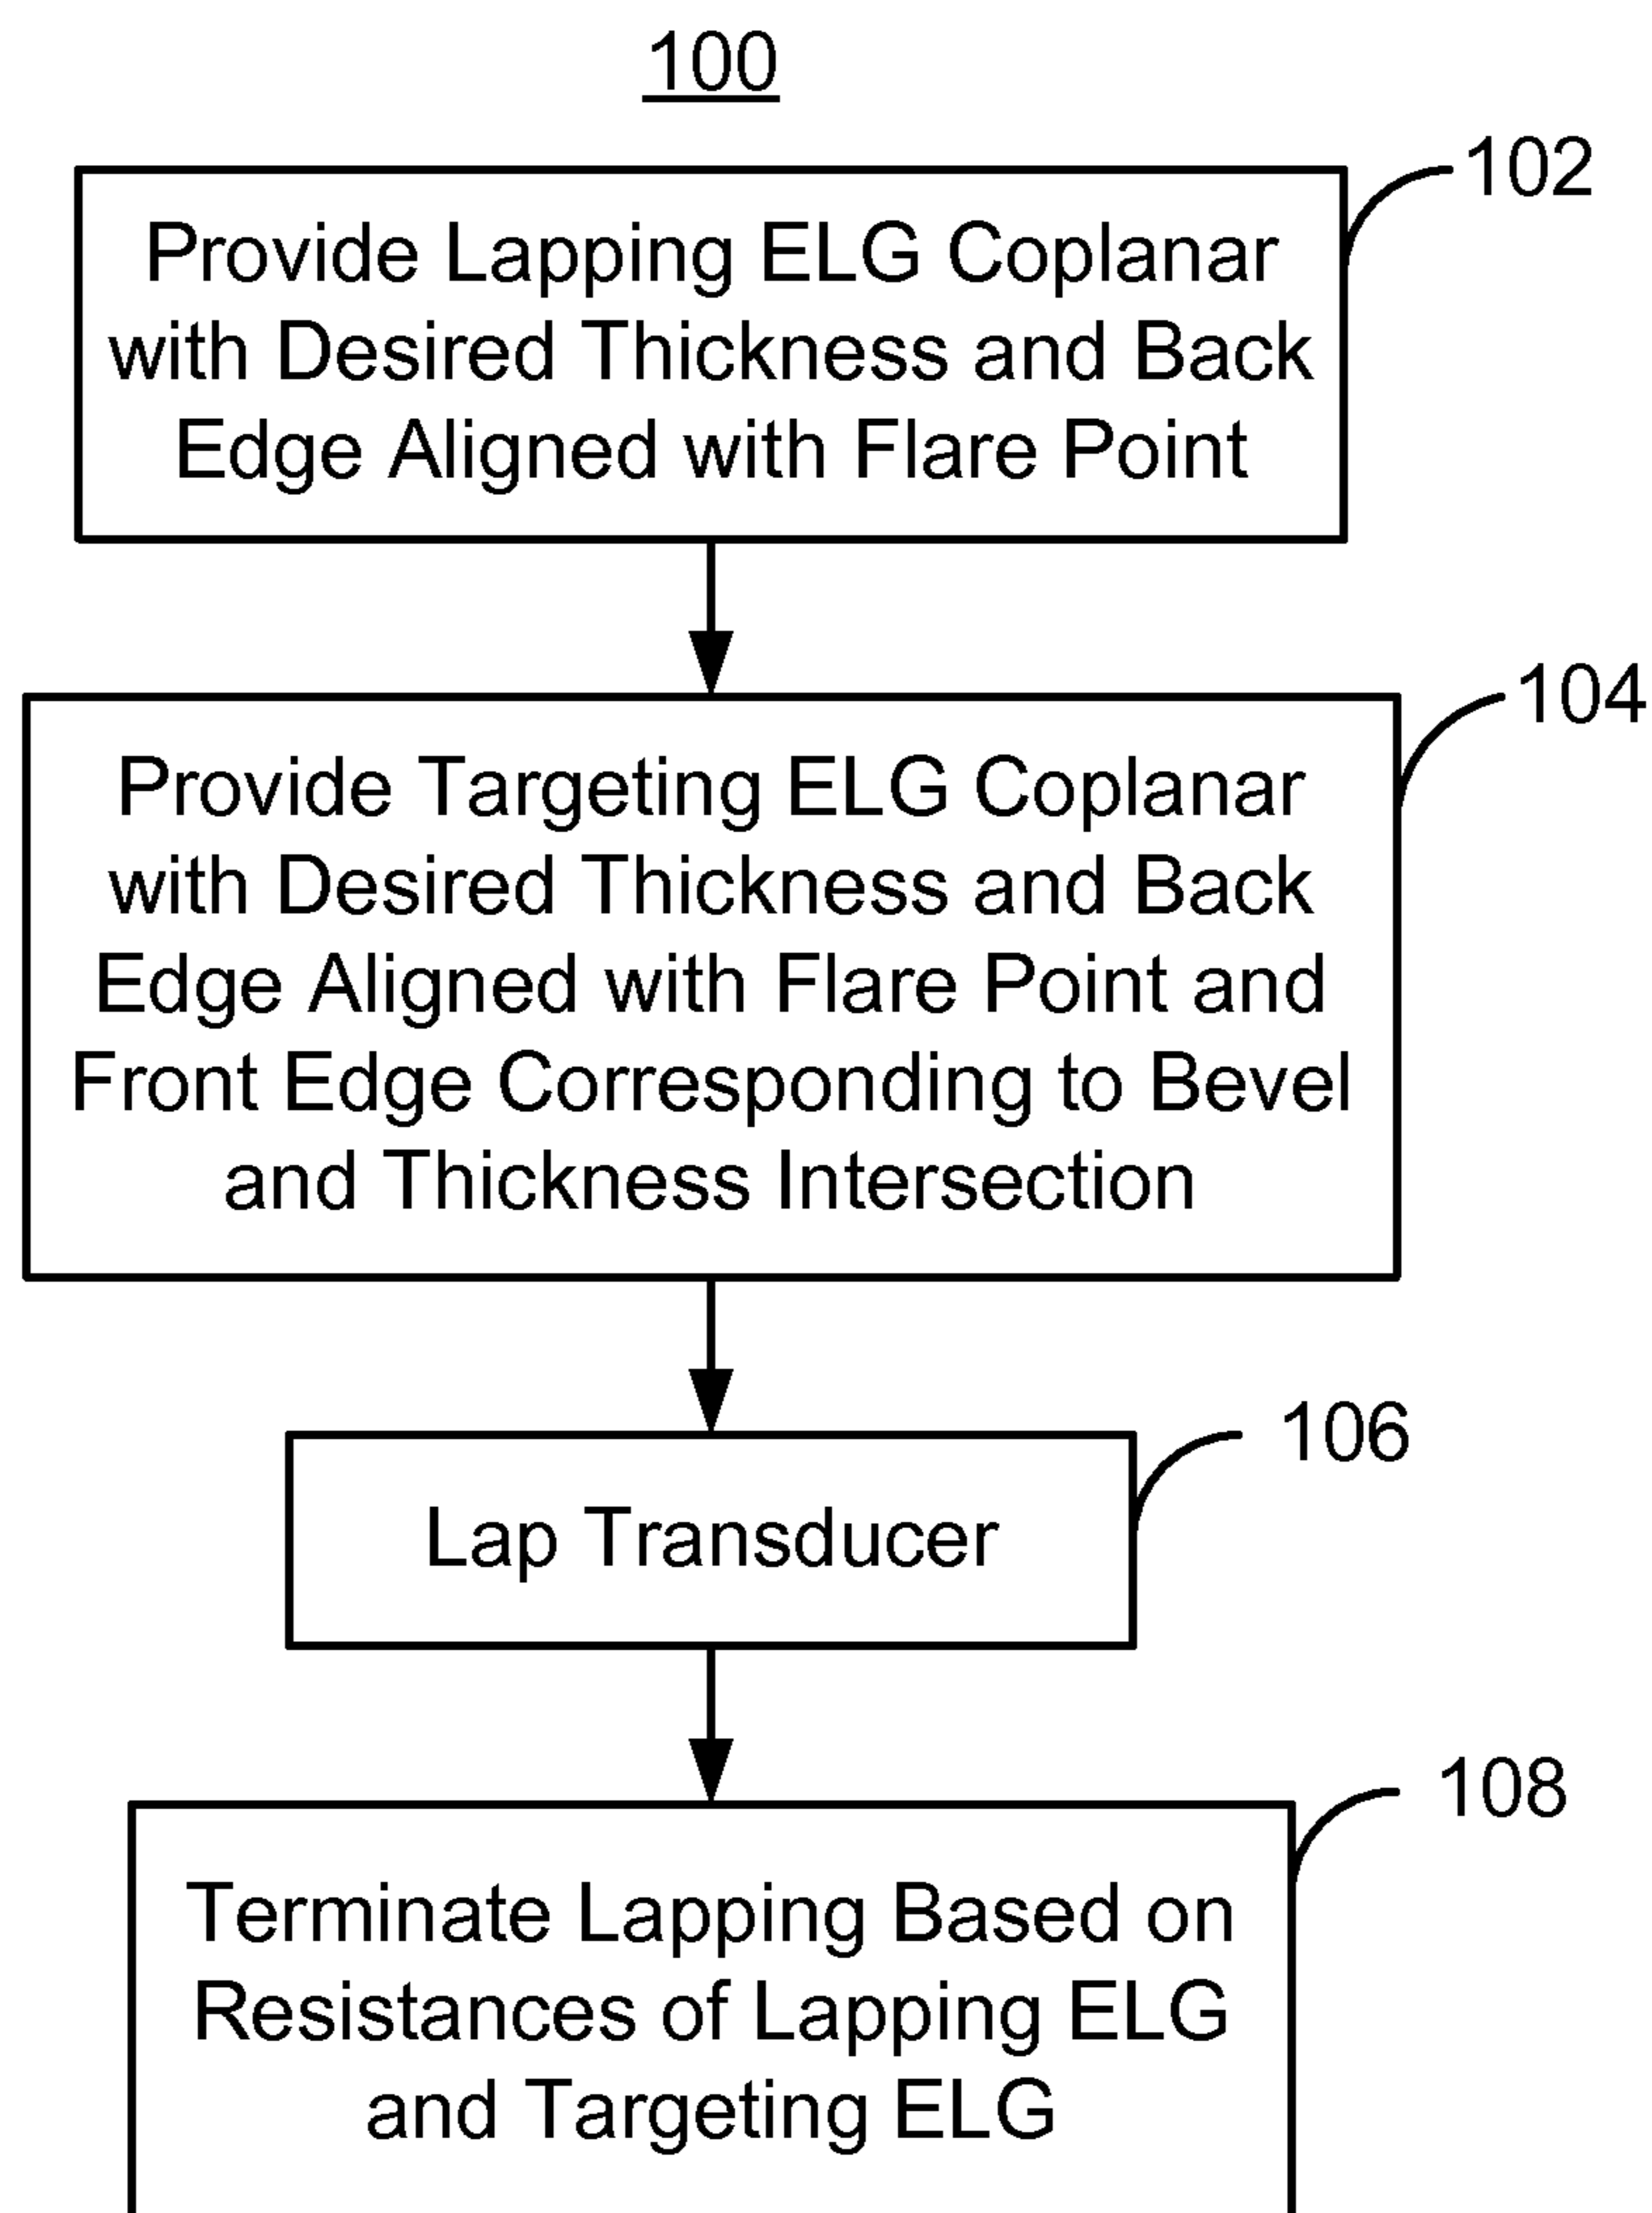 100
102
Provide Lapping ELG Coplanar
with Desired Thickness and Back
Edge Aligned with Flare Point
104
Provide Targeting ELG Coplanar
with Desired Thickness and Back
Edge Aligned with Flare Point and
Front Edge Corresponding to Bevel
and Thickness Intersection
106
Lap Transducer
108
Terminate Lapping Based on
Resistances of Lapping ELG
and Targeting ELG